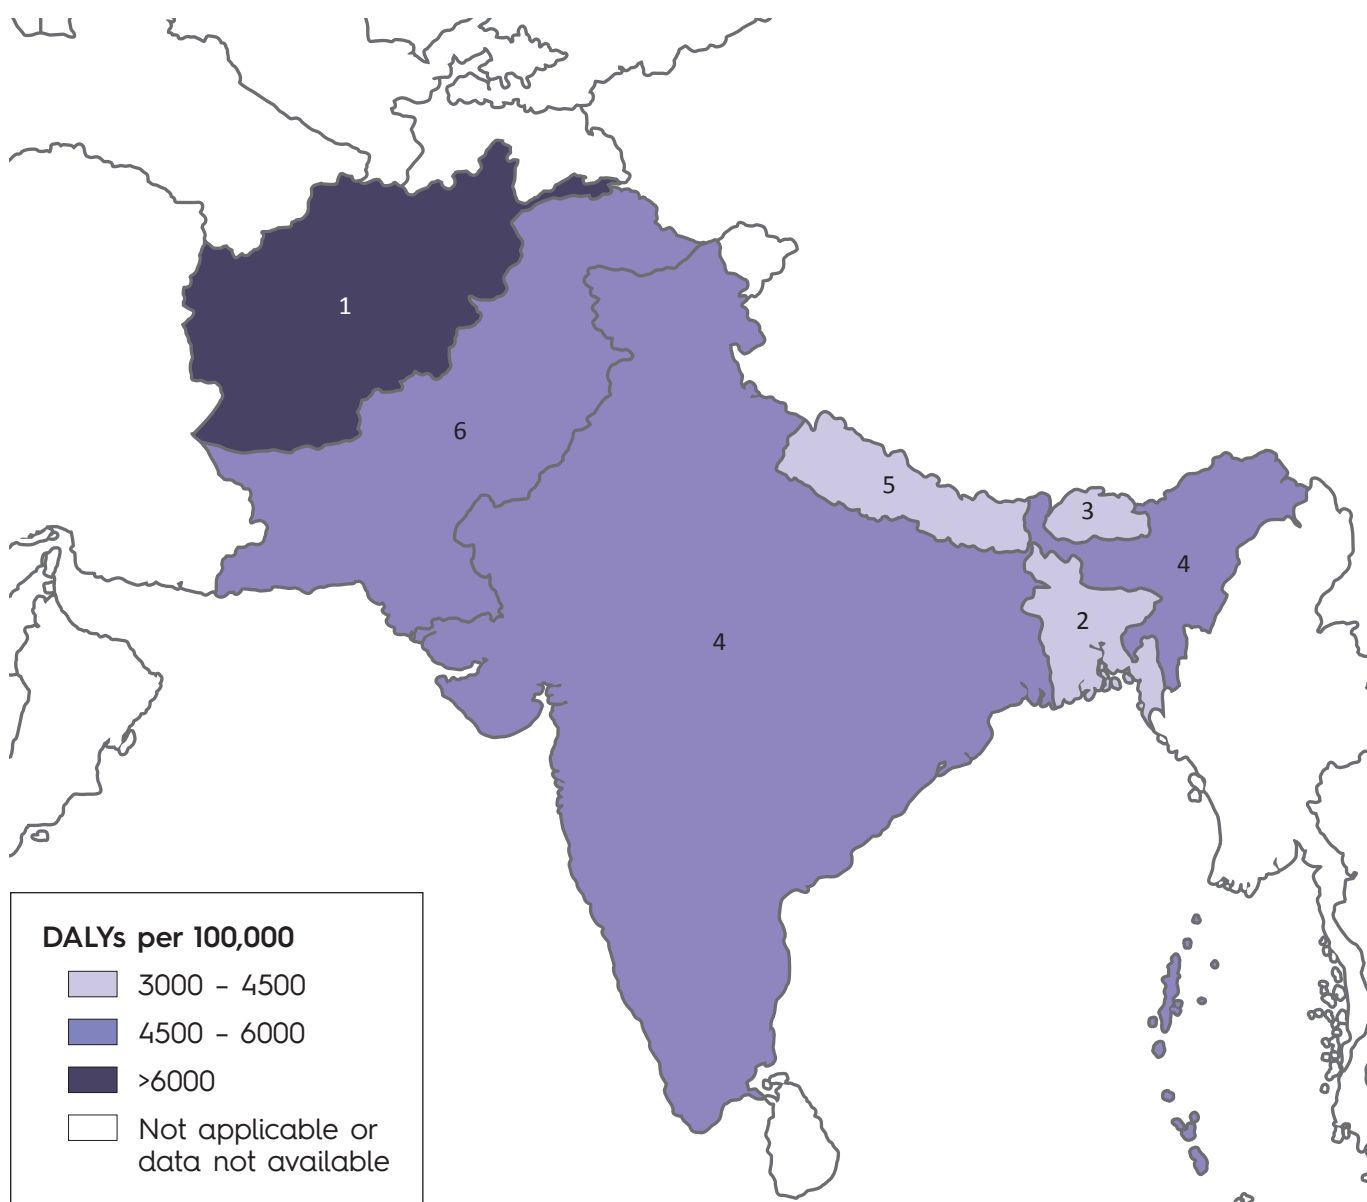 1
6
5
3
4
2
4
DALYs per 100,000
3000 – 4500
4500 – 6000
>6000
Not applicable or
data not available